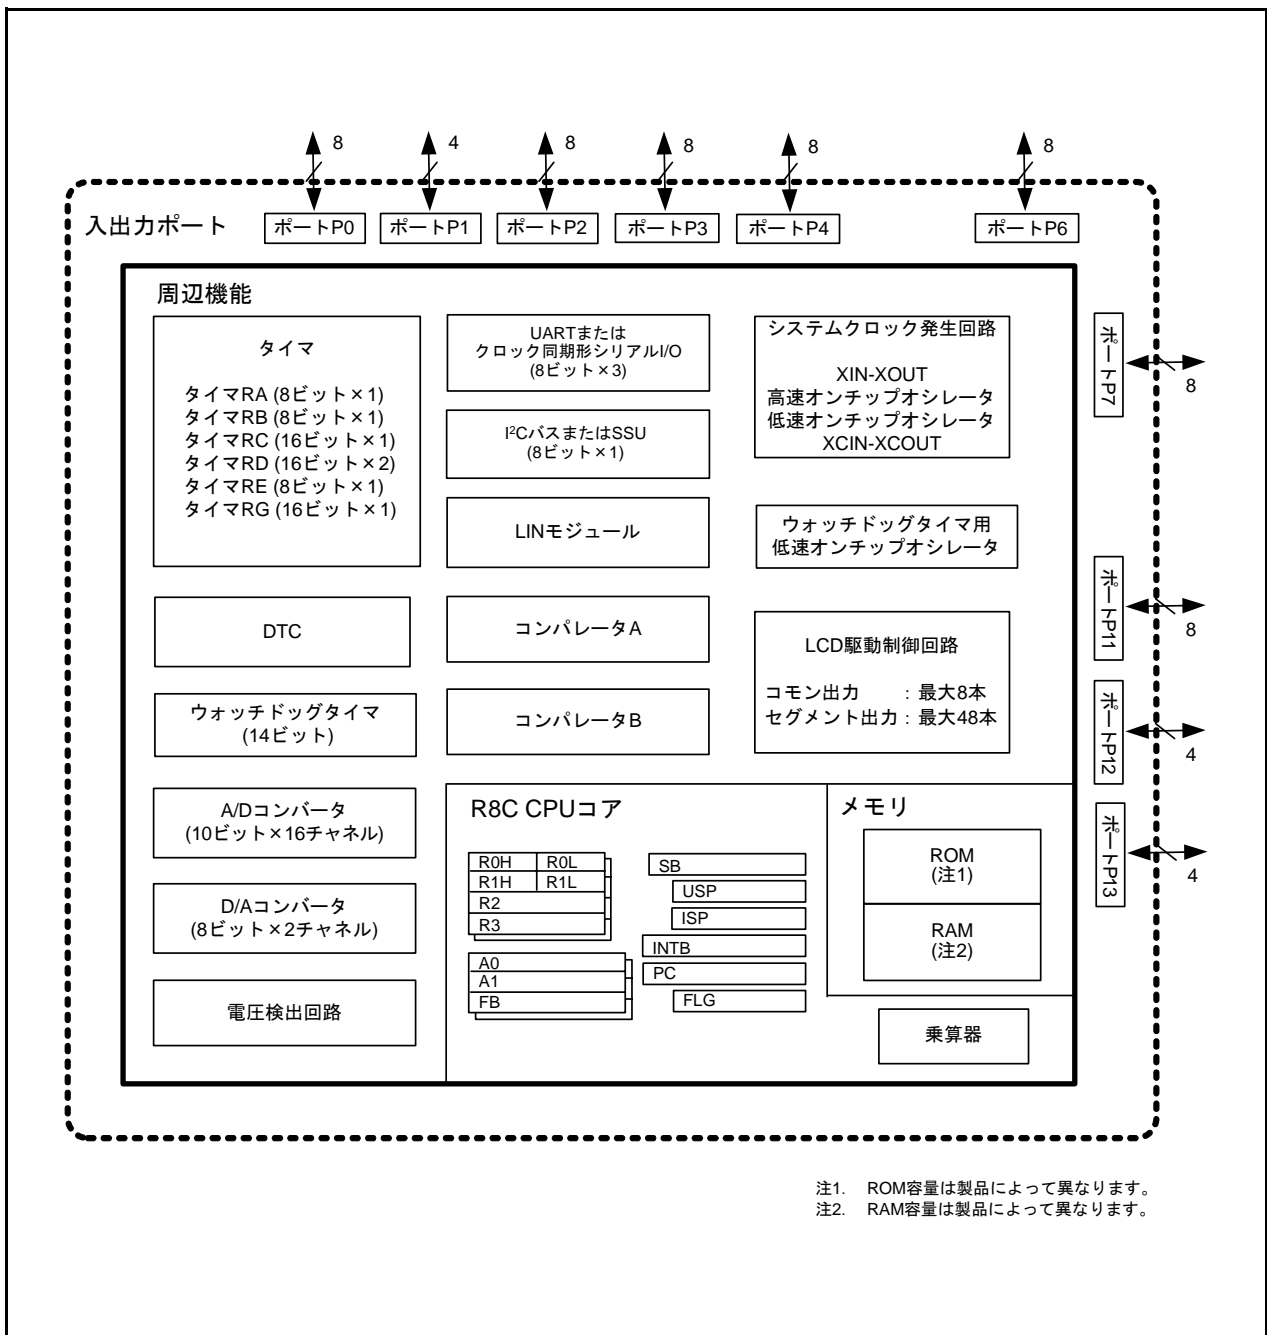 8
4
8
8
8
8
入出力ポート
ポートP0
ポートP1
ポートP2
ポートP3
ポートP4
ポートP6
周辺機能
タイマ
タイマRA (8ビット×1)
タイマRB (8ビット×1)
タイマRC (16ビット×1)
タイマRD (16ビット×2)
タイマRE (8ビット×1)
タイマRG (16ビット×1)
DTC
ウォッチドッグタイマ
(14ビット)
A/Dコンバータ
(10ビット×16チャネル)
D/Aコンバータ
(8ビット×2チャネル)
電圧検出回路
UARTまたは
クロック同期形シリアルI/O
(8ビット×3)
I²CバスまたはSSU
(8ビット×1)
LINモジュール
コンパレータA
コンパレータB
システムクロック発生回路
XIN-XOUT
高速オンチップオシレータ
低速オンチップオシレータ
XCIN-XCOUT
ウォッチドッグタイマ用
低速オンチップオシレータ
LCD駆動制御回路
コモン出力 : 最大8本
セグメント出力 : 最大48本
R8C CPUコア
R0H R0L
R1H R1L
R2
R3
A0
A1
FB
SB
USP
ISP
INTB
PC
FLG
メモリ
ROM
(注1)
RAM
(注2)
乗算器
ポートP7
8
ポートP11
8
ポートP12
4
ポートP13
4
注1. ROM容量は製品によって異なります。
注2. RAM容量は製品によって異なります。